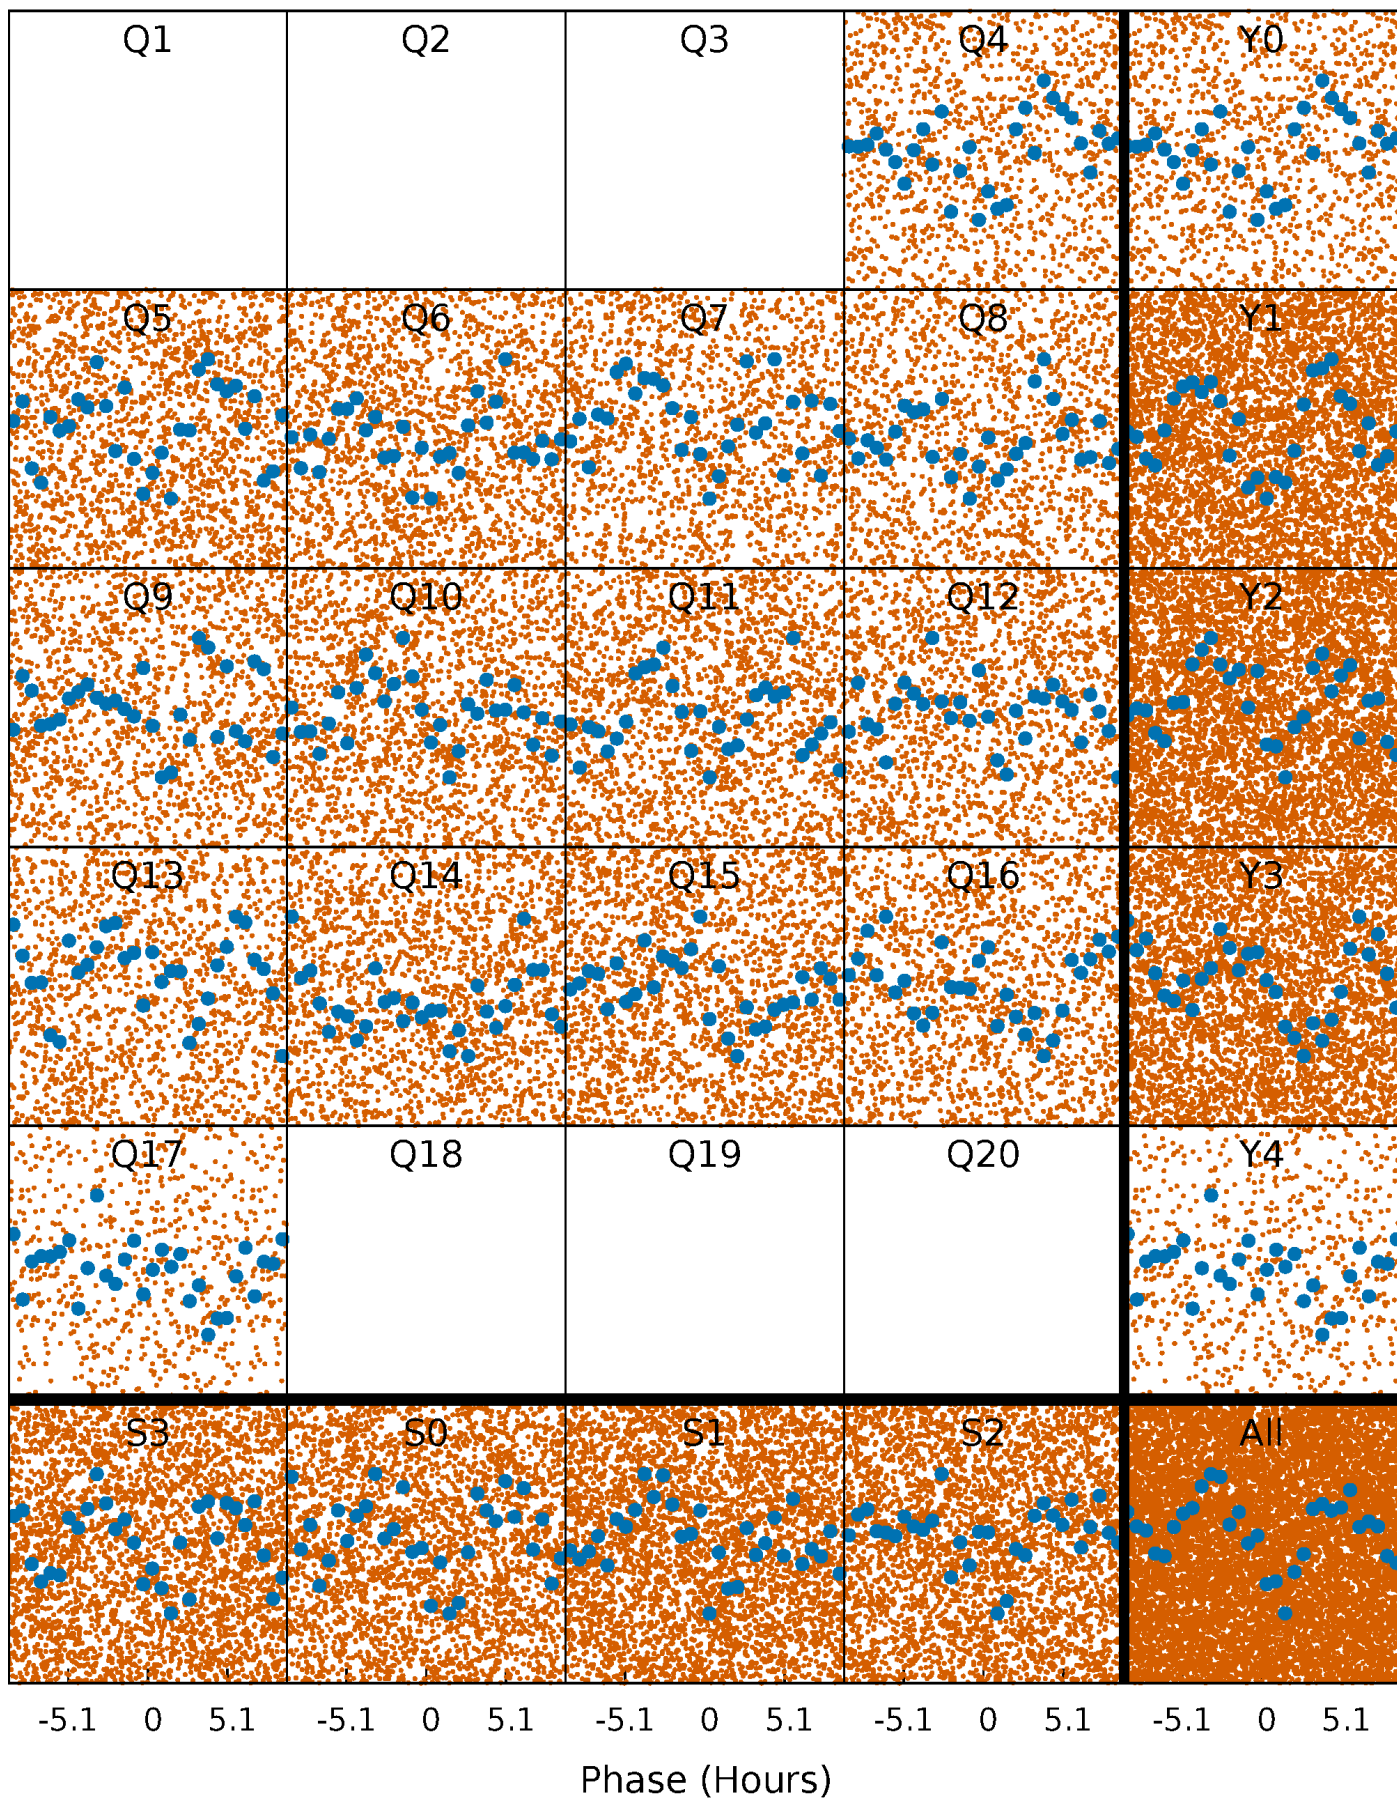 Q1 Q2 Q3 Q4 Y0
Q5 Q6 Q7 Q8 Y1
Q9 Q10 Q11 Q12 Y2
Q13 Q14 Q15 Q16 Y3
Q17 Q18 Q19 Q20 Y4
S3 S0 S1 S2 All
-5.1 0 5.1 -5.1 0 5.1 -5.1 0 5.1 -5.1 0 5.1 -5.1 0 5.1
Phase (Hours)